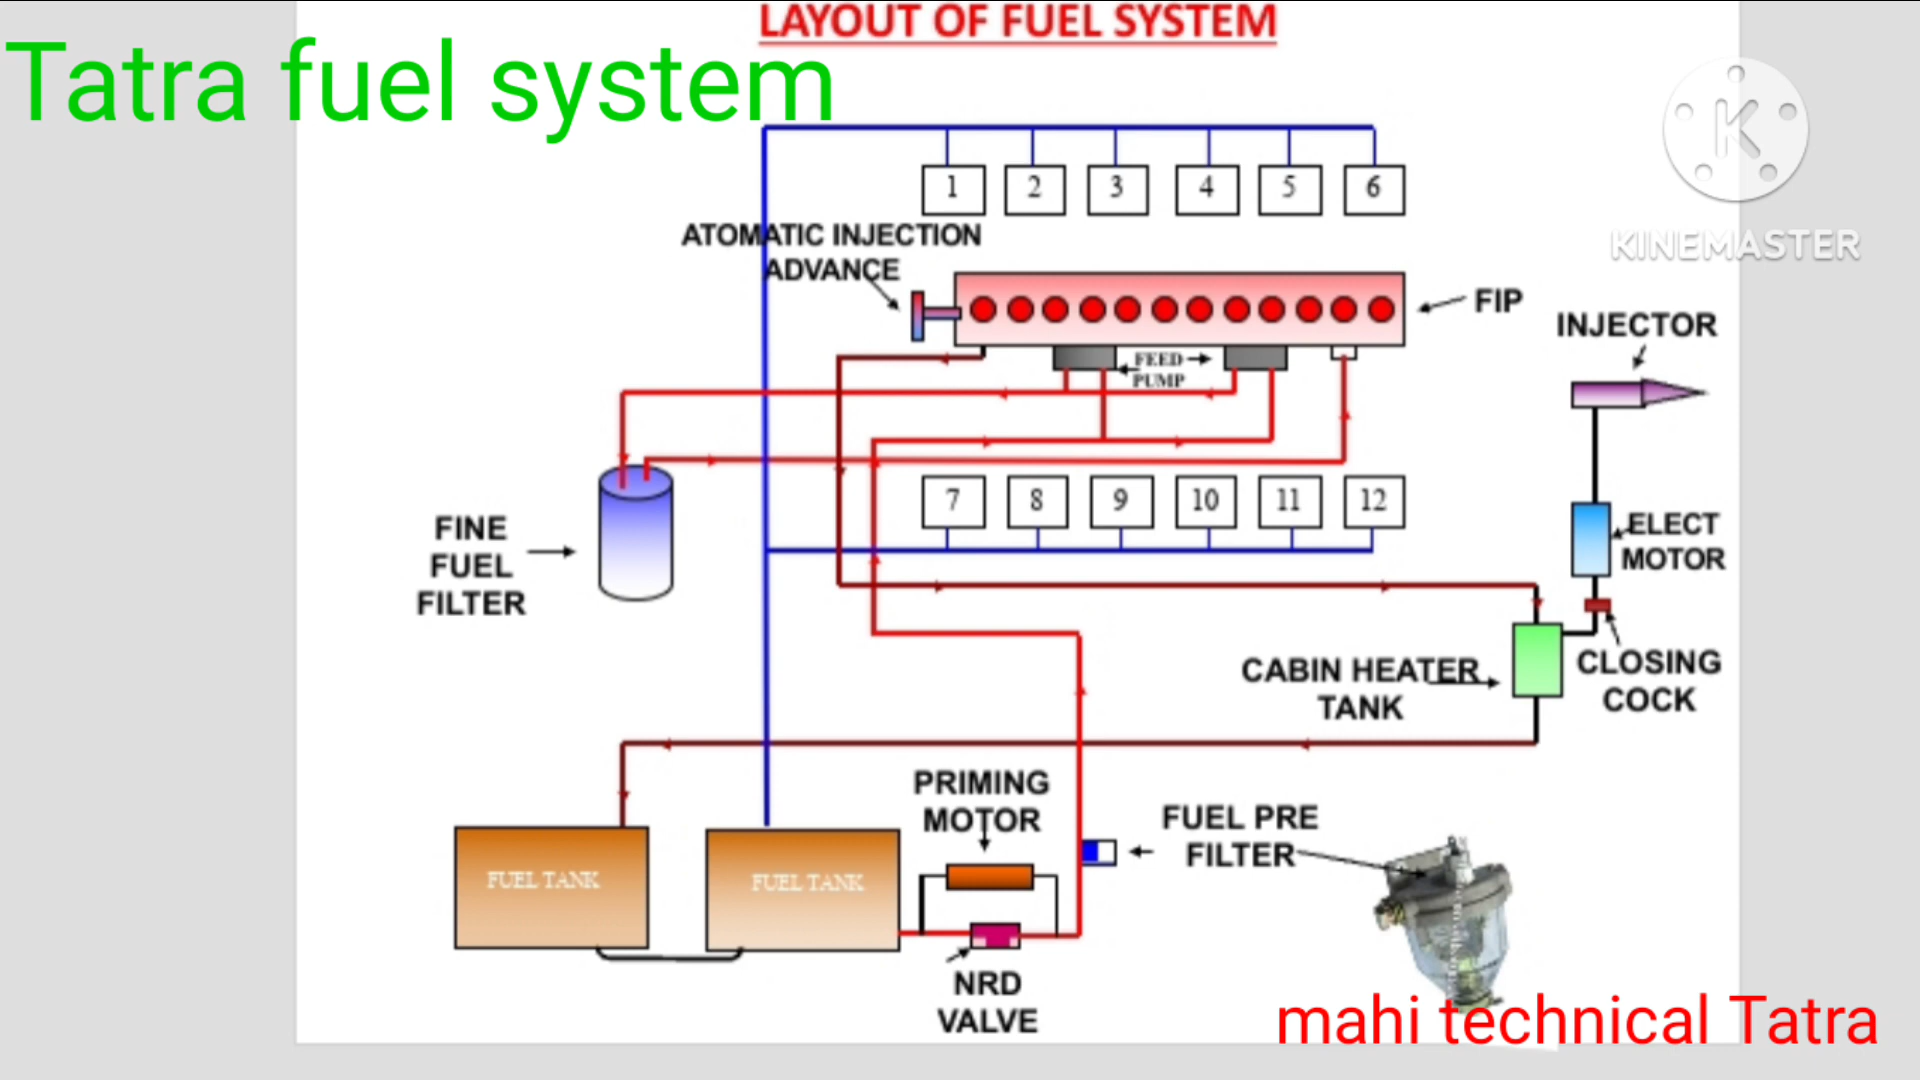 LAYOUT OF FUEL SYSTEM
Tatra fuel system
K
KINEMASTER
1 2 3 4 5 6
ATOMATIC INJECTION
ADVANCE
FIP
INJECTOR
FEED
PUMP
7 8 9 10 11 12
FINE
FUEL
FILTER
ELECT
MOTOR
CABIN HEATER
TANK
CLOSING
COCK
PRIMING
MOTOR
FUEL PRE
FILTER
FUEL TANK
FUEL TANK
NRD
VALVE
mahi technical Tatra